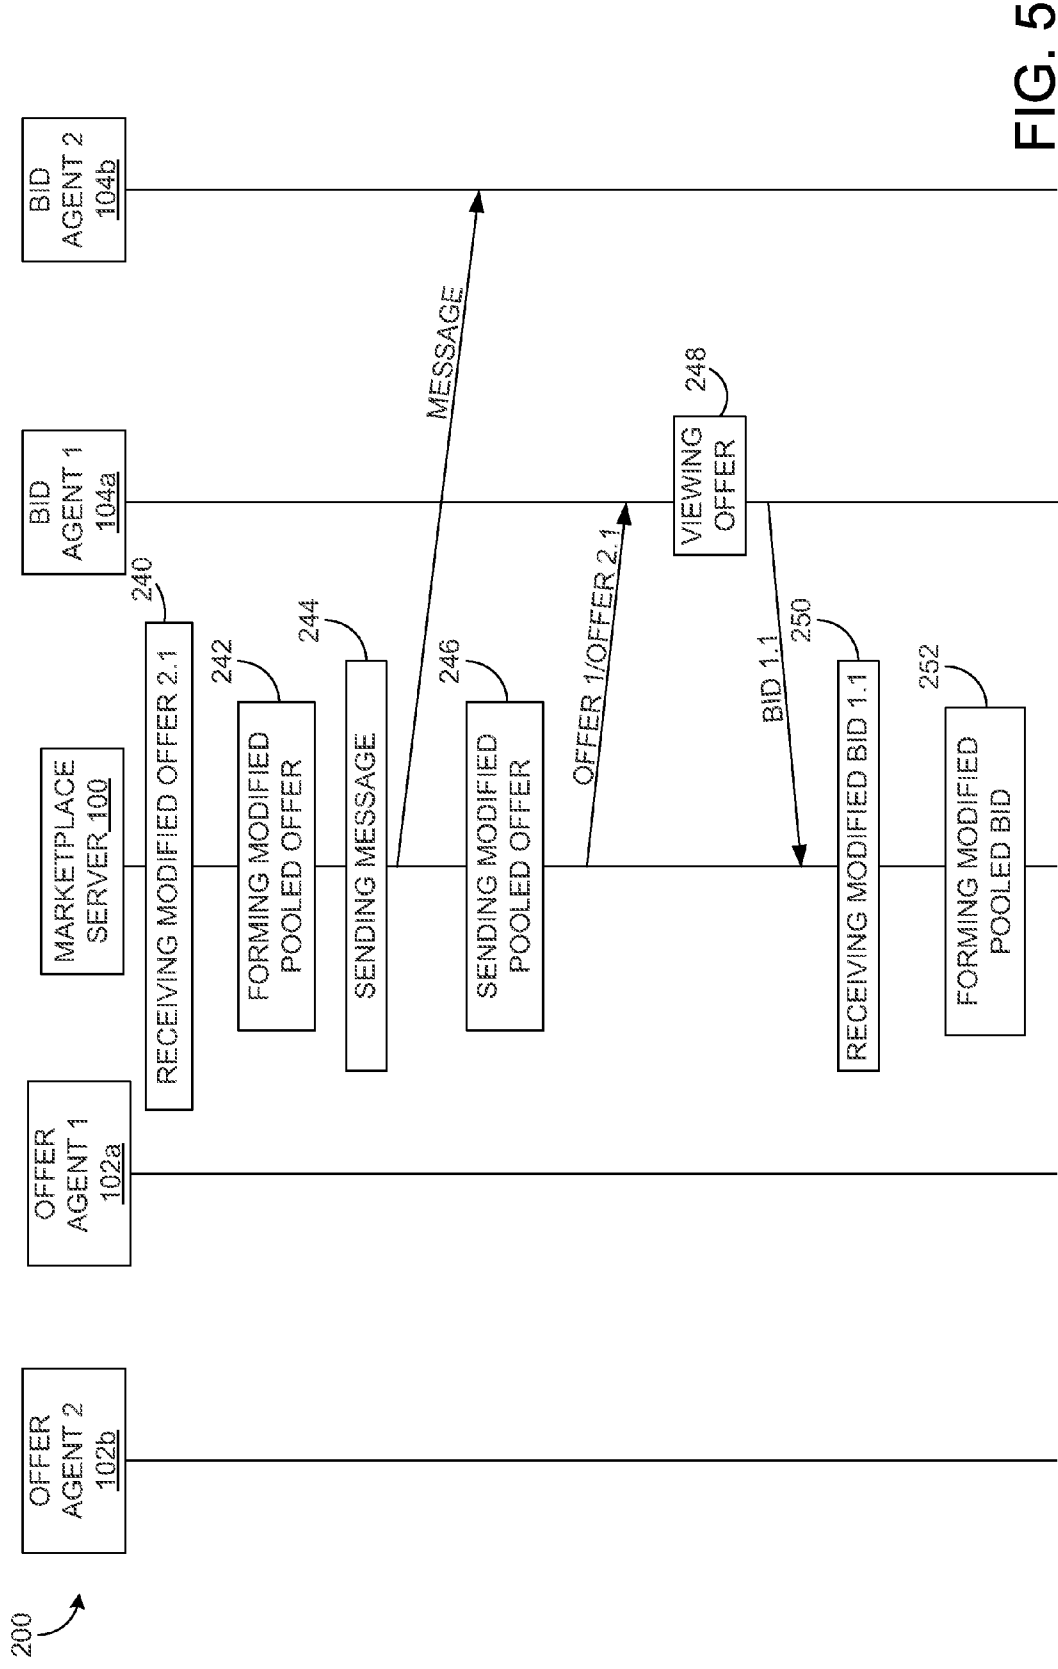 200
OFFER
AGENT 2
102b
OFFER
AGENT 1
102a
MARKETPLACE
SERVER 100
BID
AGENT 1
104a
BID
AGENT 2
104b
240
RECEIVING MODIFIED OFFER 2.1
242
FORMING MODIFIED
POOLED OFFER
244
SENDING MESSAGE
MESSAGE
246
SENDING MODIFIED
POOLED OFFER
OFFER 1/OFFER 2.1
248
VIEWING
OFFER
BID 1.1
250
RECEIVING MODIFIED BID 1.1
252
FORMING MODIFIED
POOLED BID
FIG. 5